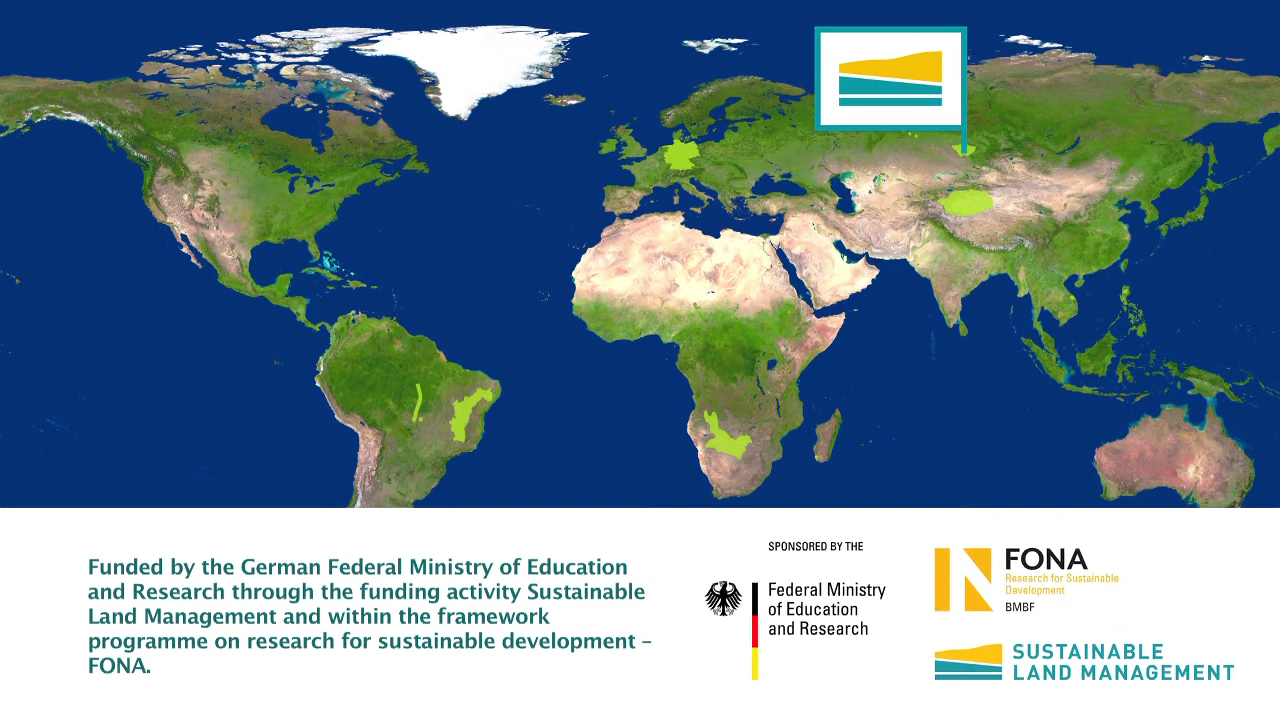 Funded by the German Federal Ministry of Education
and Research through the funding activity Sustainable
Land Management and within the framework
programme on research for sustainable development –
FONA.
SPONSORED BY THE
Federal Ministry
of Education
and Research
FONA
Research for Sustainable
Development
BMBF
SUSTAINABLE
LAND MANAGEMENT